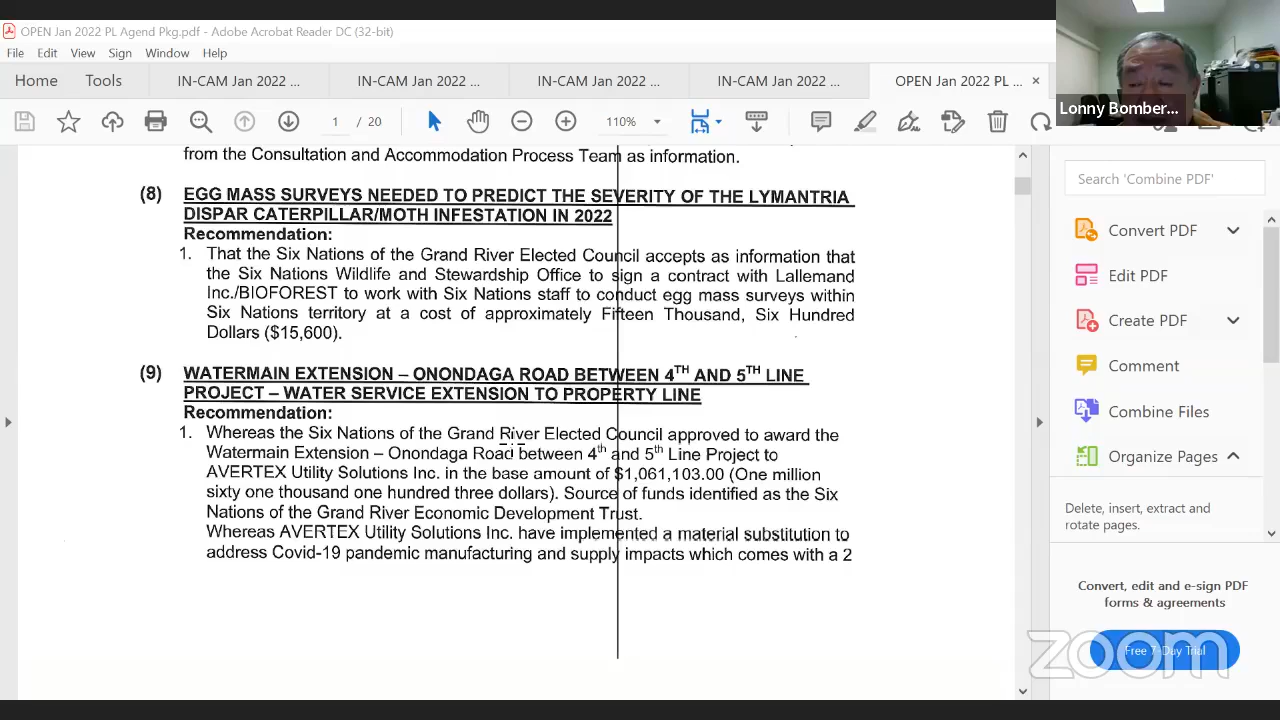 OPEN Jan 2022 PL Agend Pkg.pdf - Adobe Acrobat Reader DC (32-bit)
File Edit View Sign Window Help
Home Tools IN-CAM Jan 2022 ... IN-CAM Jan 2022 ... IN-CAM Jan 2022 ... IN-CAM Jan 2022 ... OPEN Jan 2022 PL ... ×
Lonny Bomber...
1 110%
from the Consultation and Accommodation Process Team as information.
(8) EGG MASS SURVEYS NEEDED TO PREDICT THE SEVERITY OF THE LYMANTRIA
DISPAR CATERPILLAR/MOTH INFESTATION IN 2022
Recommendation:
1. That the Six Nations of the Grand River Elected Council accepts as information that
the Six Nations Wildlife and Stewardship Office to sign a contract with Lallemand
Inc./BIOFOREST to work with Six Nations staff to conduct egg mass surveys within
Six Nations territory at a cost of approximately Fifteen Thousand, Six Hundred
Dollars ($15,600).
(9) WATERMAIN EXTENSION – ONONDAGA ROAD BETWEEN 4TH AND 5TH LINE
PROJECT – WATER SERVICE EXTENSION TO PROPERTY LINE
Recommendation:
1. Whereas the Six Nations of the Grand River Elected Council approved to award the
Watermain Extension – Onondaga Road between 4th and 5th Line Project to
AVERTEX Utility Solutions Inc. in the base amount of $1,061,103.00 (One million
sixty one thousand one hundred three dollars). Source of funds identified as the Six
Nations of the Grand River Economic Development Trust.
Whereas AVERTEX Utility Solutions Inc. have implemented a material substitution to
address Covid-19 pandemic manufacturing and supply impacts which comes with a 2
Search 'Combine PDF'
Convert PDF
Edit PDF
Create PDF
Comment
Combine Files
Organize Pages
Delete, insert, extract and
rotate pages.
Convert, edit and e-sign PDF
forms & agreements
Free 7-Day Trial
zoom